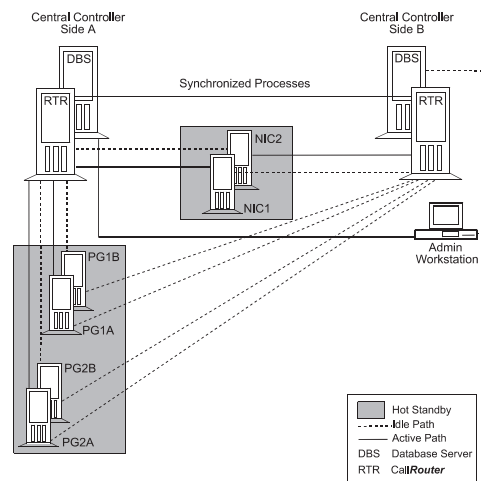 Central Controller
Side A
Central Controller
Side B
DBS
DBS
Synchronized Processes
RTR
RTR
NIC2
NIC1
Admin
Workstation
PG1B
PG1A
PG2B
PG2A
Hot Standby
Idle Path
Active Path
DBS Database Server
RTR CallRouter